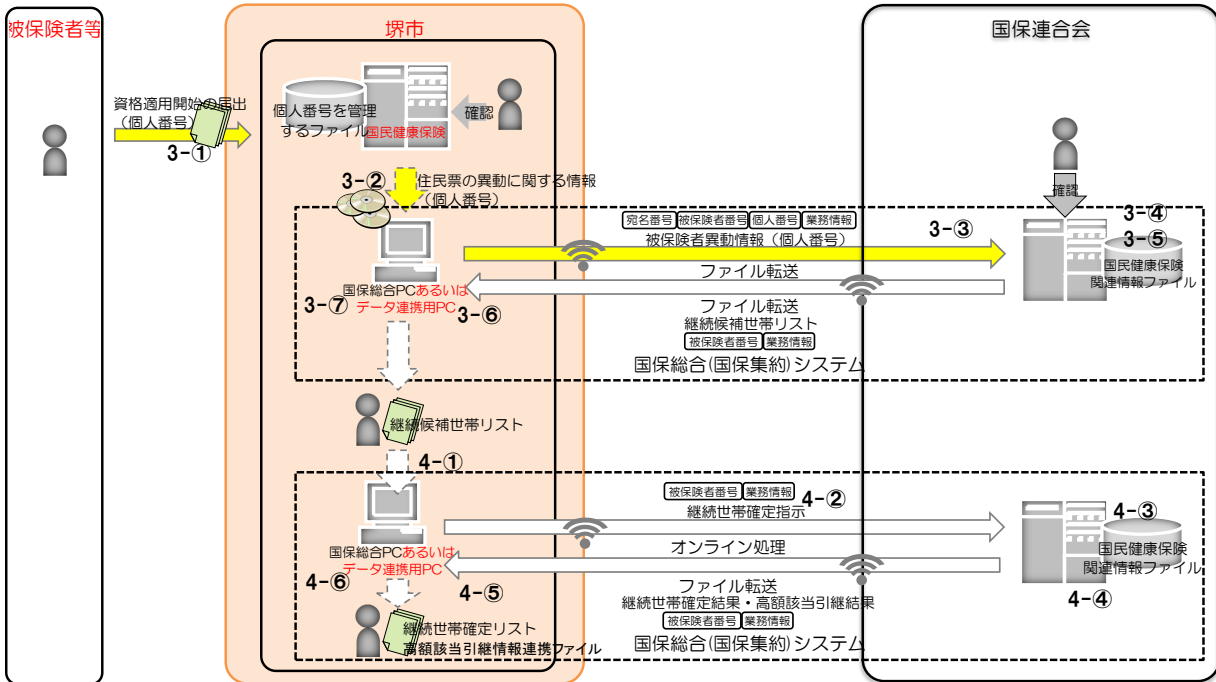 被保険者等
堺市
国保連合会
資格適用開始の届出
（個人番号）
3-①
個人番号を管理
するファイル
国民健康保険
確認
3-②
住民票の異動に関する情報
（個人番号）
確認
宛名番号 被保険者番号 個人番号 業務情報
被保険者異動情報（個人番号）
3-③
3-④
3-⑤
国民健康保険
関連情報ファイル
ファイル転送
国保総合PCあるいは
データ連携用PC
3-⑦
3-⑥
ファイル転送
継続候補世帯リスト
被保険者番号 業務情報
国保総合(国保集約)システム
継続候補世帯リスト
4-①
被保険者番号 業務情報
4-②
継続世帯確定指示
4-③
国民健康保険
関連情報ファイル
オンライン処理
国保総合PCあるいは
データ連携用PC
4-⑥
4-⑤
4-④
ファイル転送
継続世帯確定結果・高額該当引継結果
被保険者番号 業務情報
国保総合(国保集約)システム
継続世帯確定リスト
高額該当引継情報連携ファイル